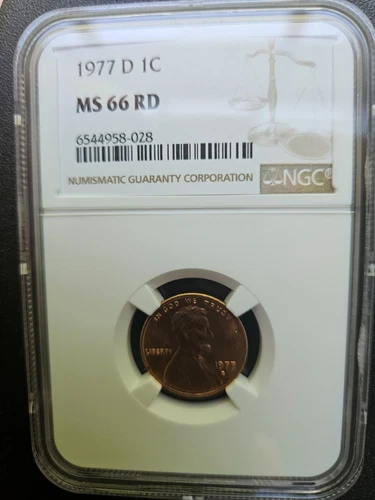 1977 D 1C
MS 66 RD
6544958-028
NUMISMATIC GUARANTY CORPORATION
NGC®
IN GOD WE TRUST
LIBERTY
1977
D